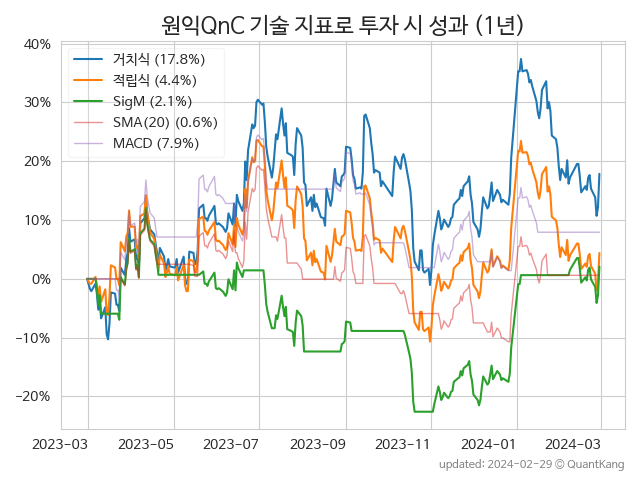 원익QnC 기술 지표로 투자 시 성과 (1년)
40%
30%
20%
10%
0%
−10%
−20%
거치식 (17.8%)
적립식 (4.4%)
SigM (2.1%)
SMA(20) (0.6%)
MACD (7.9%)
2023-03 2023-05 2023-07 2023-09 2023-11 2024-01 2024-03
updated: 2024-02-29 © QuantKang